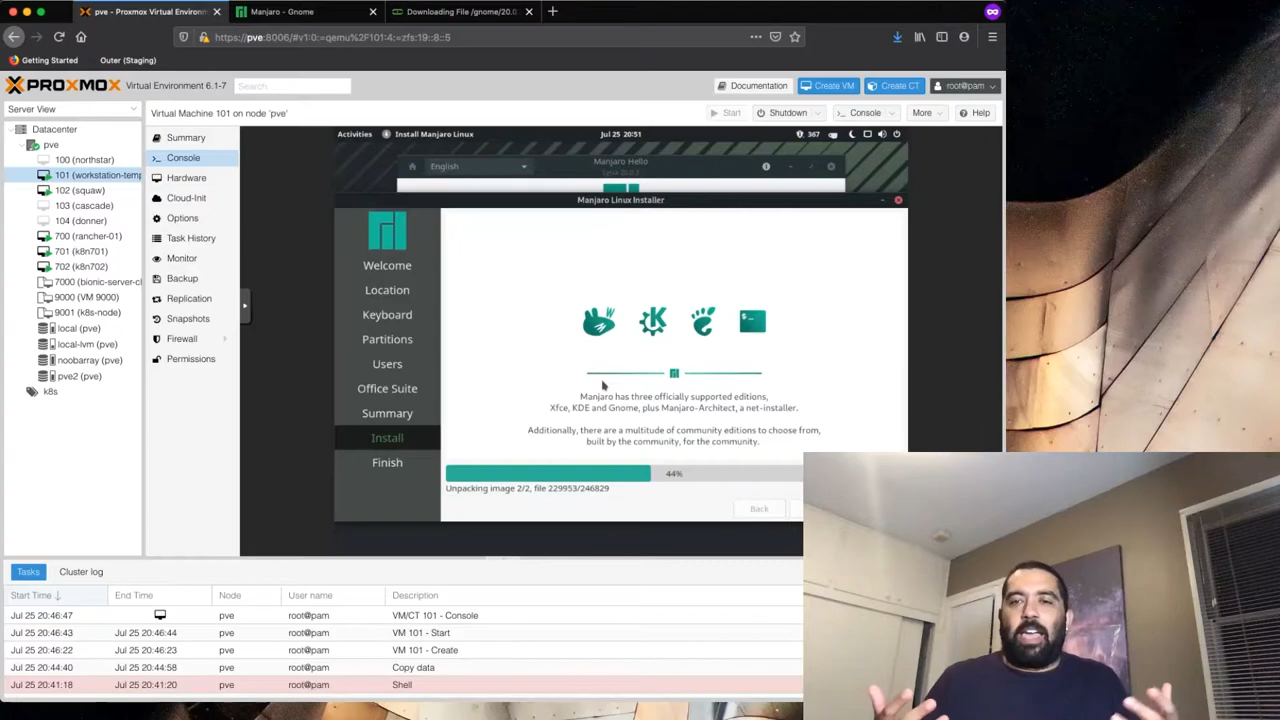 pve - Proxmox Virtual Environm
Manjaro - Gnome
Downloading File /gnome/20.0
https://pve:8006/#v1:0:=qemu%2F101:4:=zfs:19::8::5
Getting Started
Outer (Staging)
PROXMOX
Virtual Environment 6.1-7
Search
Documentation
Create VM
Create CT
root@pam
Server View
Virtual Machine 101 on node 'pve'
Start
Shutdown
Console
More
Help
Datacenter
pve
100 (northstar)
101 (workstation-temp
102 (squaw)
103 (cascade)
104 (donner)
700 (rancher-01)
701 (k8n701)
702 (k8n702)
7000 (bionic-server-cl
9000 (VM 9000)
9001 (k8s-node)
local (pve)
local-lvm (pve)
noobarray (pve)
pve2 (pve)
k8s
Summary
Console
Hardware
Cloud-Init
Options
Task History
Monitor
Backup
Replication
Snapshots
Firewall
Permissions
Activities
Install Manjaro Linux
Jul 25 20:51
367
English
Manjaro Hello
Manjaro Linux Installer
Welcome
Location
Keyboard
Partitions
Users
Office Suite
Summary
Install
Finish
Manjaro has three officially supported editions,
Xfce, KDE and Gnome, plus Manjaro-Architect, a net-installer.
Additionally, there are a multitude of community editions to choose from,
built by the community, for the community.
44%
Unpacking image 2/2, file 229953/246829
Back
Tasks
Cluster log
Start Time
End Time
Node
User name
Description
Jul 25 20:46:47
pve
root@pam
VM/CT 101 - Console
Jul 25 20:46:43
Jul 25 20:46:44
pve
root@pam
VM 101 - Start
Jul 25 20:46:22
Jul 25 20:46:23
pve
root@pam
VM 101 - Create
Jul 25 20:44:40
Jul 25 20:44:58
pve
root@pam
Copy data
Jul 25 20:41:18
Jul 25 20:41:20
pve
root@pam
Shell